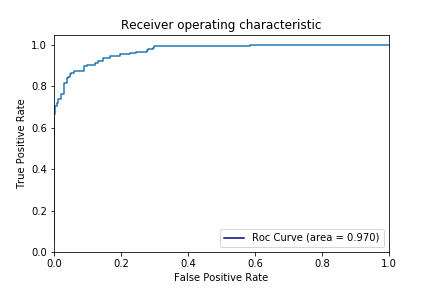 Receiver operating characteristic
1.0
0.8
0.6
0.4
0.2
0.0
True Positive Rate
Roc Curve (area = 0.970)
0.0 0.2 0.4 0.6 0.8 1.0
False Positive Rate